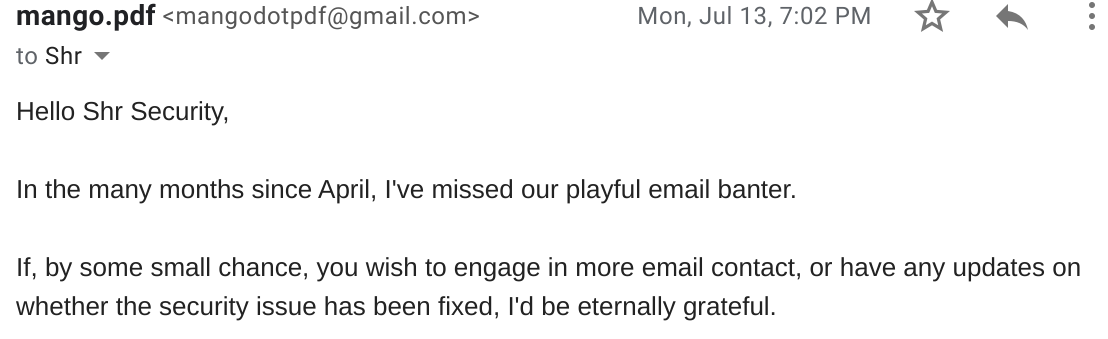 mango.pdf <mangodotpdf@gmail.com> Mon, Jul 13, 7:02 PM
to Shr
Hello Shr Security,
In the many months since April, I've missed our playful email banter.
If, by some small chance, you wish to engage in more email contact, or have any updates on
whether the security issue has been fixed, I'd be eternally grateful.